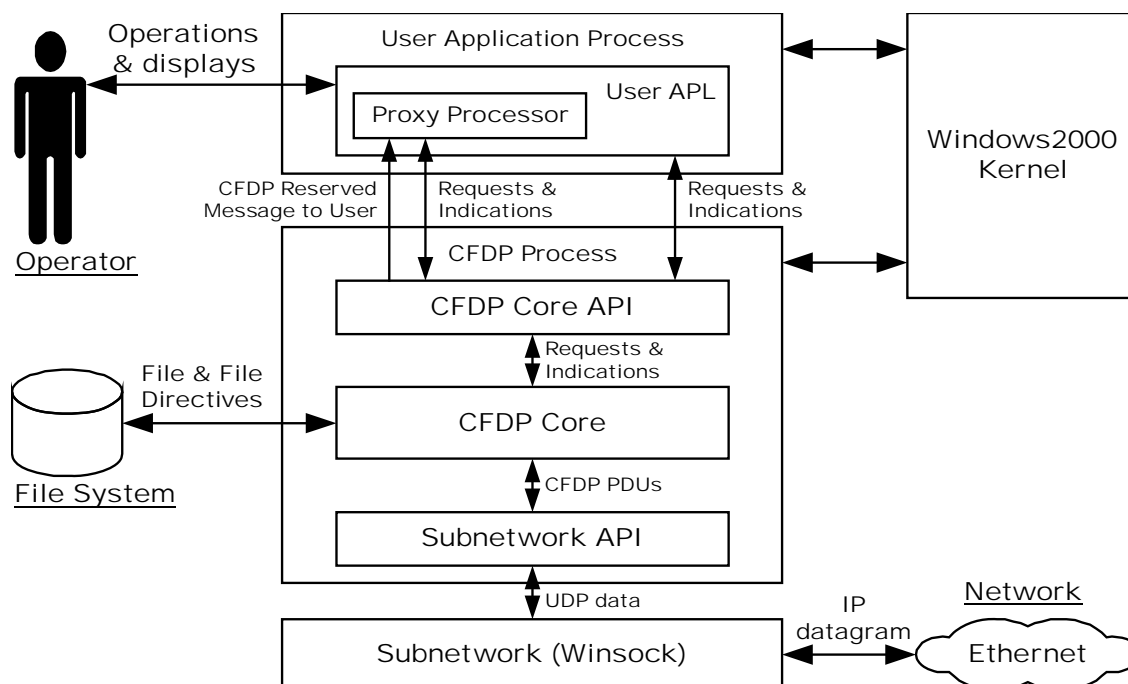 Operations
& displays
User Application Process
User APL
Proxy Processor
Windows2000
Kernel
CFDP Reserved
Message to User
Requests &
Indications
Requests &
Indications
Operator
CFDP Process
CFDP Core API
Requests &
Indications
File & File
Directives
CFDP Core
File System
CFDP PDUs
Subnetwork API
UDP data
Subnetwork (Winsock)
IP
datagram
Network
Ethernet